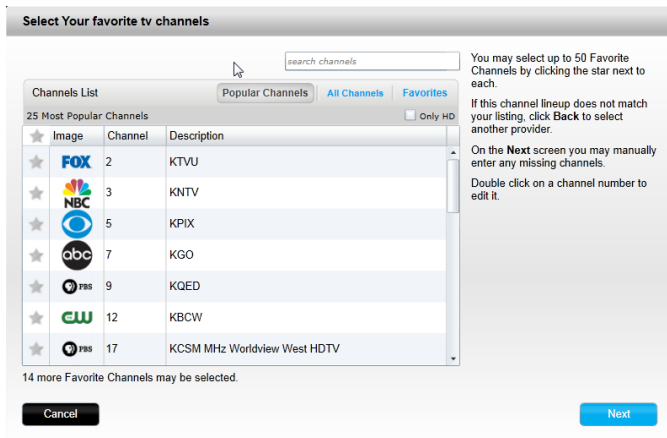 Select Your favorite tv channels
search channels
Channels List
Popular Channels
All Channels
Favorites
25 Most Popular Channels
Only HD
Image
Channel
Description
FOX 2 KTVU
NBC 3 KNTV
5 KPIX
abc 7 KGO
PBS 9 KQED
CW 12 KBCW
PBS 17 KCSM MHz Worldview West HDTV
14 more Favorite Channels may be selected.
Cancel
Next
You may select up to 50 Favorite
Channels by clicking the star next to
each.
If this channel lineup does not match
your listing, click Back to select
another provider.
On the Next screen you may manually
enter any missing channels.
Double click on a channel number to
edit it.